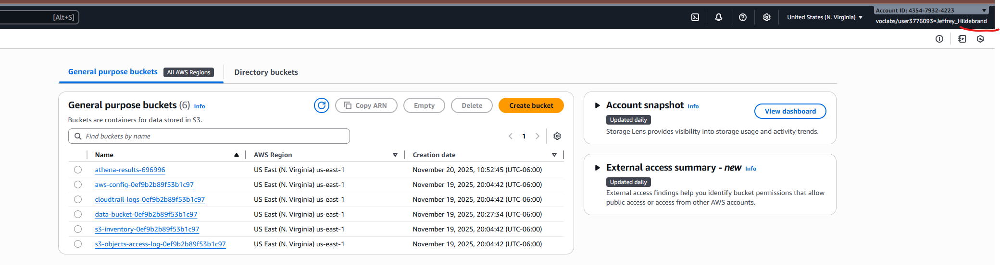 [Alt+S]
United States (N. Virginia)
Account ID: 4354-7932-4223
voclabs/user3776093=Jeffrey_Hildebrand
General purpose buckets All AWS Regions
Directory buckets
General purpose buckets (6) Info
Copy ARN
Empty
Delete
Create bucket
Buckets are containers for data stored in S3.
Find buckets by name
1
Name AWS Region Creation date
athena-results-696996 US East (N. Virginia) us-east-1 November 20, 2025, 10:52:45 (UTC-06:00)
aws-config-0ef9b2b89f53b1c97 US East (N. Virginia) us-east-1 November 19, 2025, 20:04:42 (UTC-06:00)
cloudtrail-logs-0ef9b2b89f53b1c97 US East (N. Virginia) us-east-1 November 19, 2025, 20:04:42 (UTC-06:00)
data-bucket-0ef9b2b89f53b1c97 US East (N. Virginia) us-east-1 November 19, 2025, 20:27:34 (UTC-06:00)
s3-inventory-0ef9b2b89f53b1c97 US East (N. Virginia) us-east-1 November 19, 2025, 20:04:42 (UTC-06:00)
s3-objects-access-log-0ef9b2b89f53b1c97 US East (N. Virginia) us-east-1 November 19, 2025, 20:04:42 (UTC-06:00)
Account snapshot Info
View dashboard
Updated daily
Storage Lens provides visibility into storage usage and activity trends.
External access summary - new Info
Updated daily
External access findings help you identify bucket permissions that allow
public access or access from other AWS accounts.